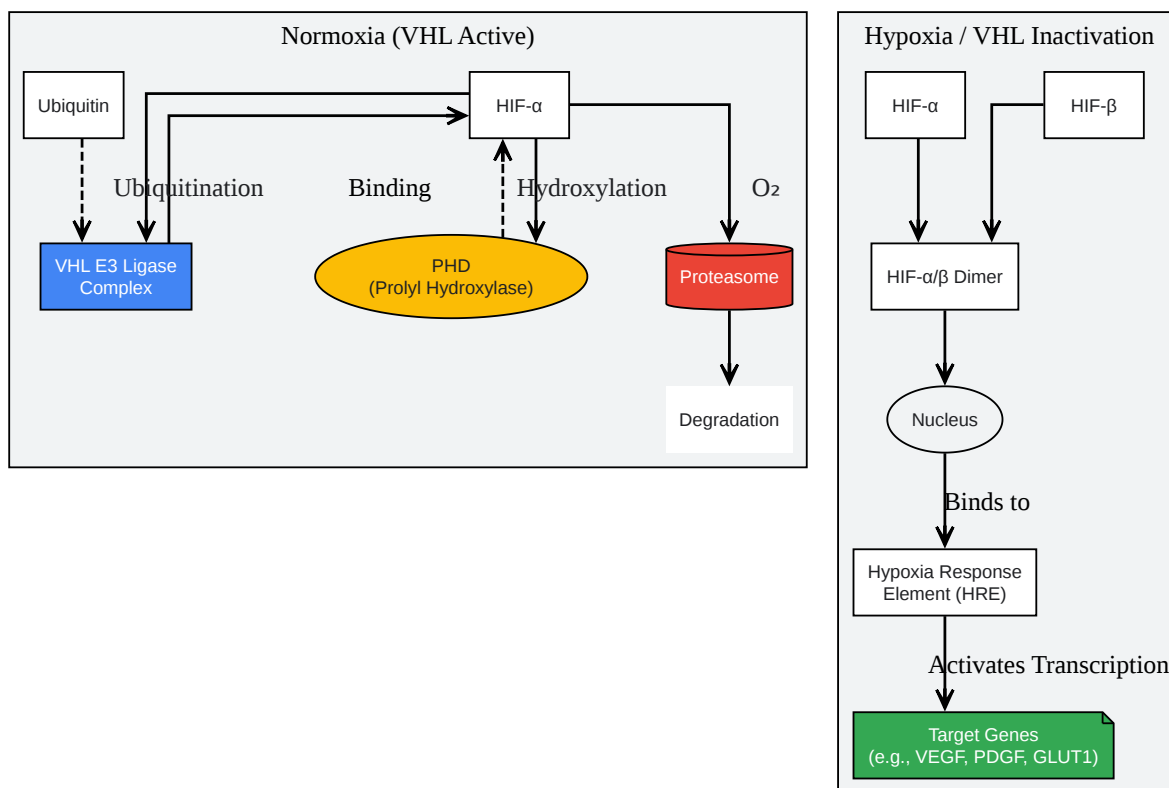 Normoxia (VHL Active)
Ubiquitin
HIF-α
Ubiquitination
Binding
Hydroxylation
O₂
VHL E3 Ligase
Complex
PHD
(Prolyl Hydroxylase)
Proteasome
Degradation
Hypoxia / VHL Inactivation
HIF-α
HIF-β
HIF-α/β Dimer
Nucleus
Binds to
Hypoxia Response
Element (HRE)
Activates Transcription
Target Genes
(e.g., VEGF, PDGF, GLUT1)